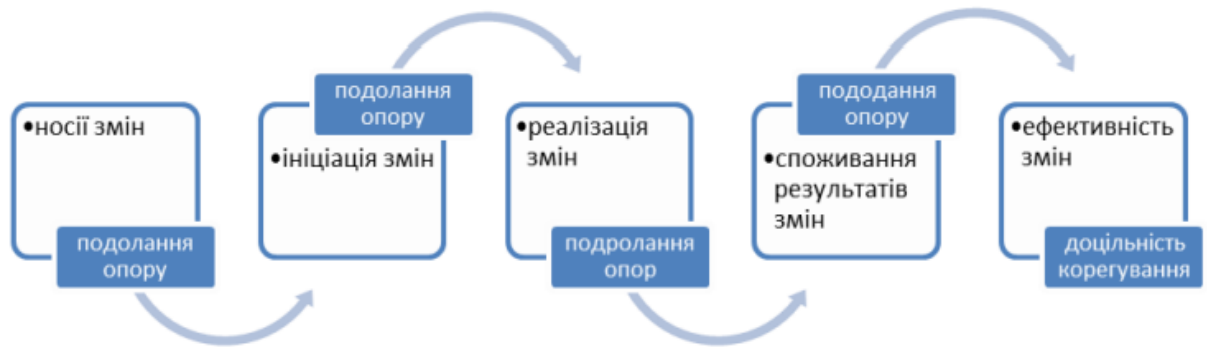 •носії змін
подолання
опору
подолання
опору
•ініціація змін
•реалізація
змін
подролання
опор
пододання
опору
•споживання
результатів
змін
•ефективність
змін
доцільність
корегування